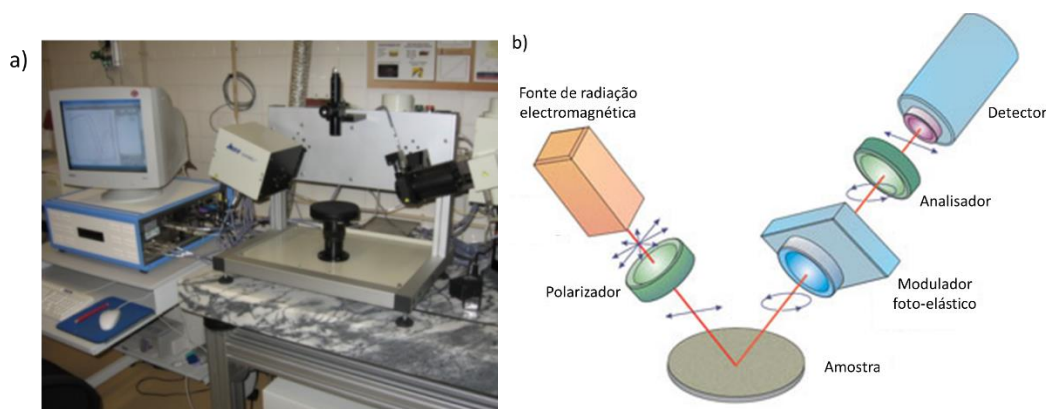 a)
b)
Fonte de radiação
electromagnética
Detector
Analisador
Polarizador
Modulador
foto-elástico
Amostra